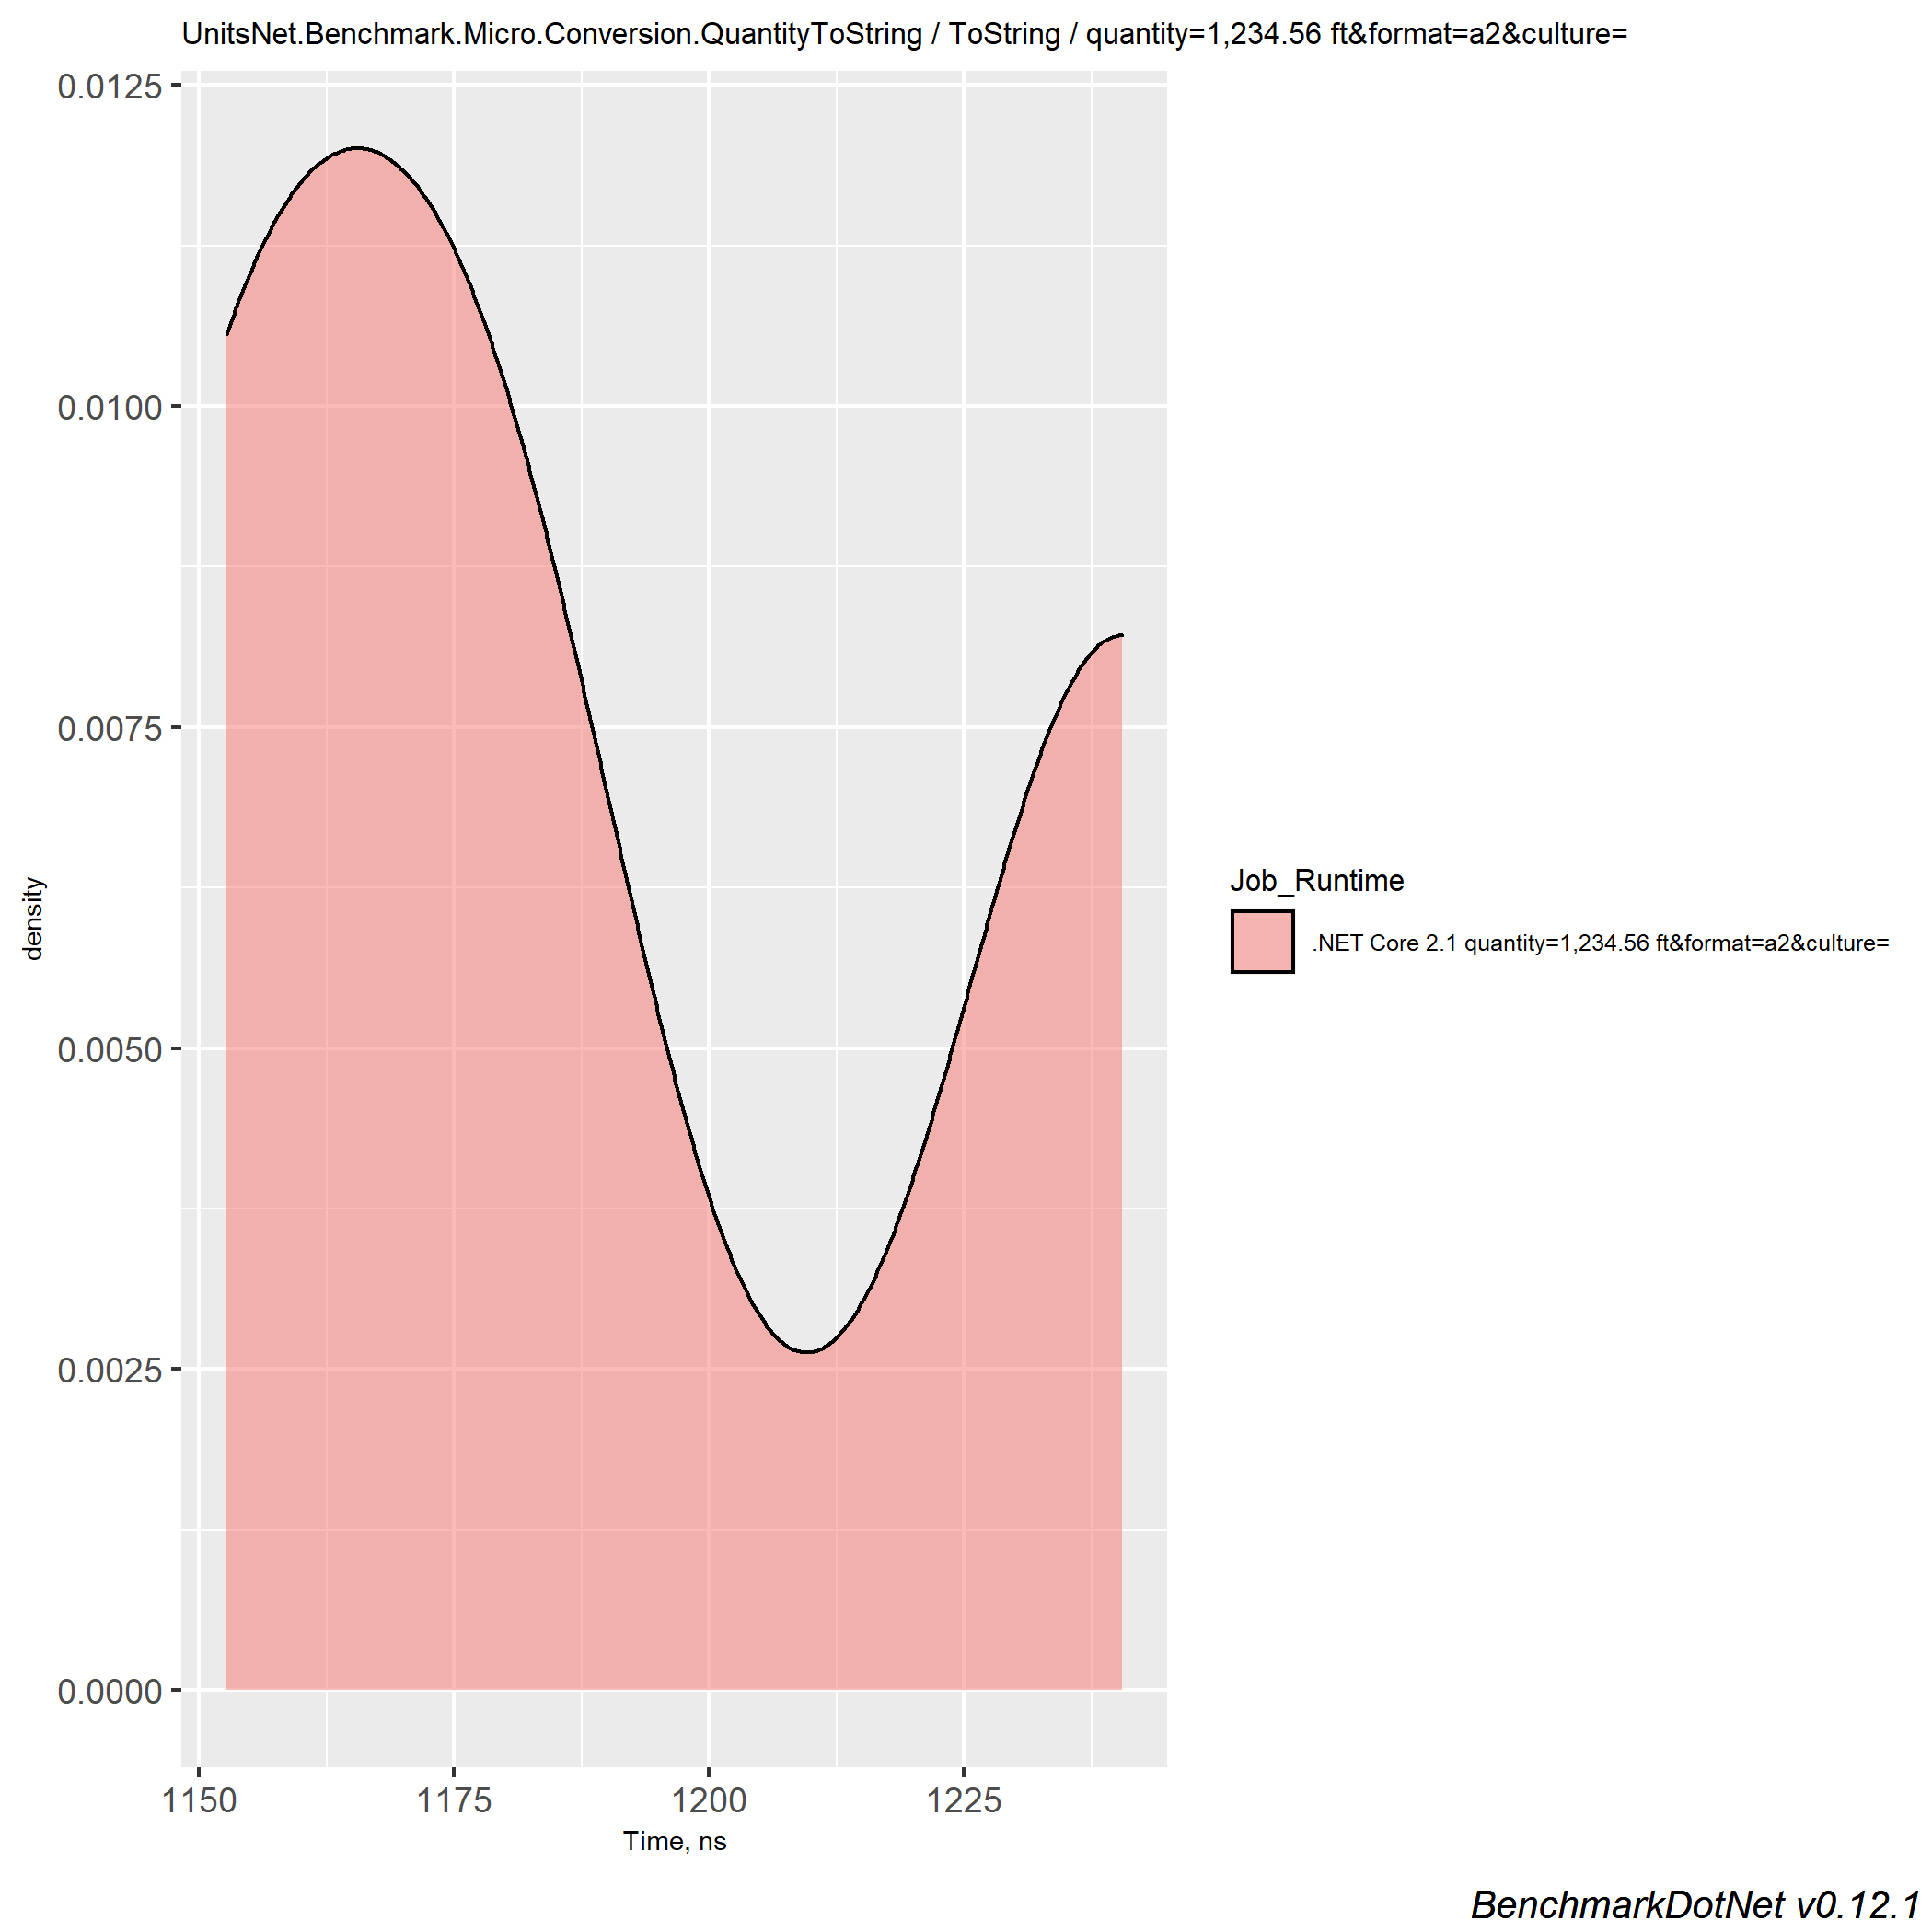 UnitsNet.Benchmark.Micro.Conversion.QuantityToString / ToString / quantity=1,234.56 ft&format=a2&culture=
0.0125
0.0100
0.0075
0.0050
0.0025
0.0000
density
1150 1175 1200 1225
Time, ns
Job_Runtime
.NET Core 2.1 quantity=1,234.56 ft&format=a2&culture=
BenchmarkDotNet v0.12.1